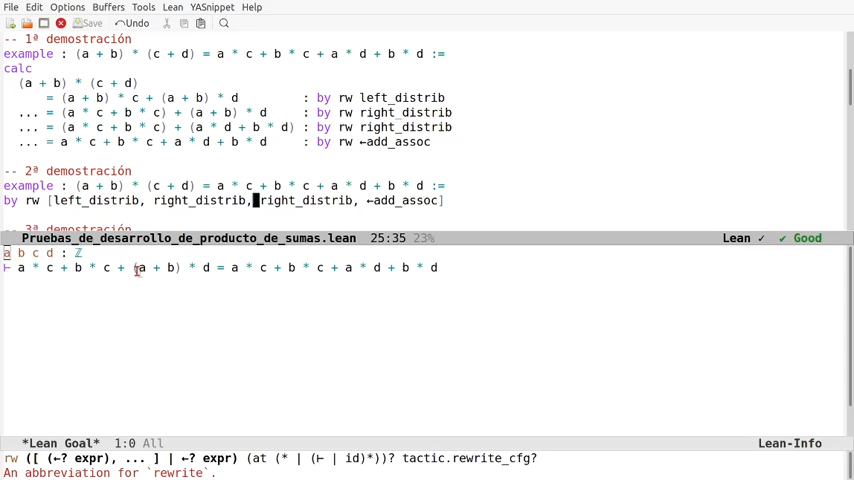 File Edit Options Buffers Tools Lean YASnippet Help
Save Undo
-- 1ª demostración
example : (a + b) * (c + d) = a * c + b * c + a * d + b * d :=
calc
(a + b) * (c + d)
= (a + b) * c + (a + b) * d : by rw left_distrib
... = (a * c + b * c) + (a + b) * d : by rw right_distrib
... = (a * c + b * c) + (a * d + b * d) : by rw right_distrib
... = a * c + b * c + a * d + b * d : by rw ←add_assoc
-- 2ª demostración
example : (a + b) * (c + d) = a * c + b * c + a * d + b * d :=
by rw [left_distrib, right_distrib, right_distrib, ←add_assoc]
-- 3ª demostración
Pruebas_de_desarrollo_de_producto_de_sumas.lean 25:35 23% Lean ✓ ✔ Good
a b c d : ℤ
⊢ a * c + b * c + (a + b) * d = a * c + b * c + a * d + b * d
*Lean Goal* 1:0 All Lean-Info
rw ([ (←? expr), ... ] | ←? expr) (at (* | (⊢ | id)*))? tactic.rewrite_cfg?
An abbreviation for `rewrite`.